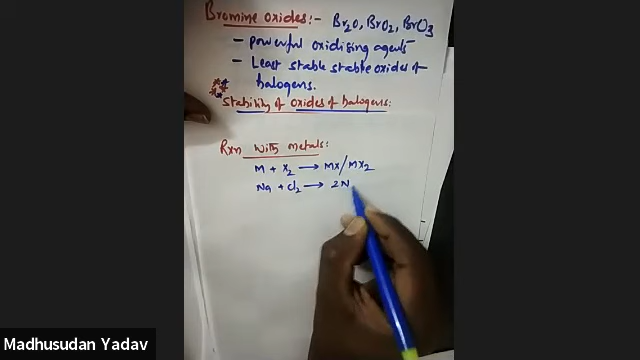 Bromine oxides:- Br2O, BrO2, BrO3
- powerful oxidising agents
- Least stable stable oxides of
halogens.
Stability of oxides of halogens:
Rxn with metals:
M + X2 → MX/MX2
Na + Cl2 → 2N
Madhusudan Yadav